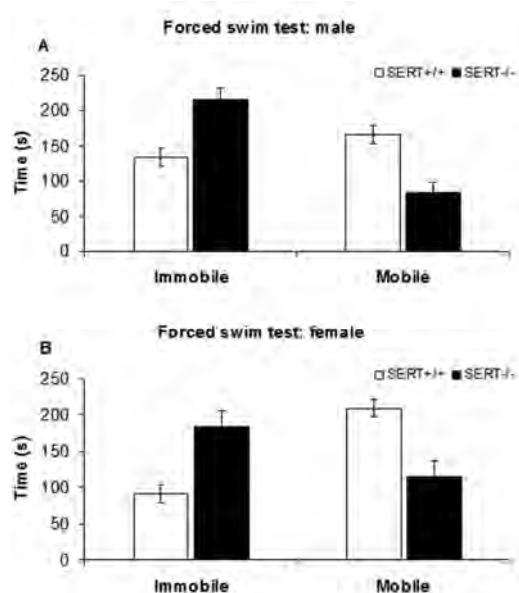 Forced swim test: male
A
SERT+/+ SERT-/-
250
200
150
100
50
0
Time (s)
Immobile Mobile
Forced swim test: female
B
SERT+/+ SERT-/-
250
200
150
100
50
0
Time (s)
Immobile Mobile